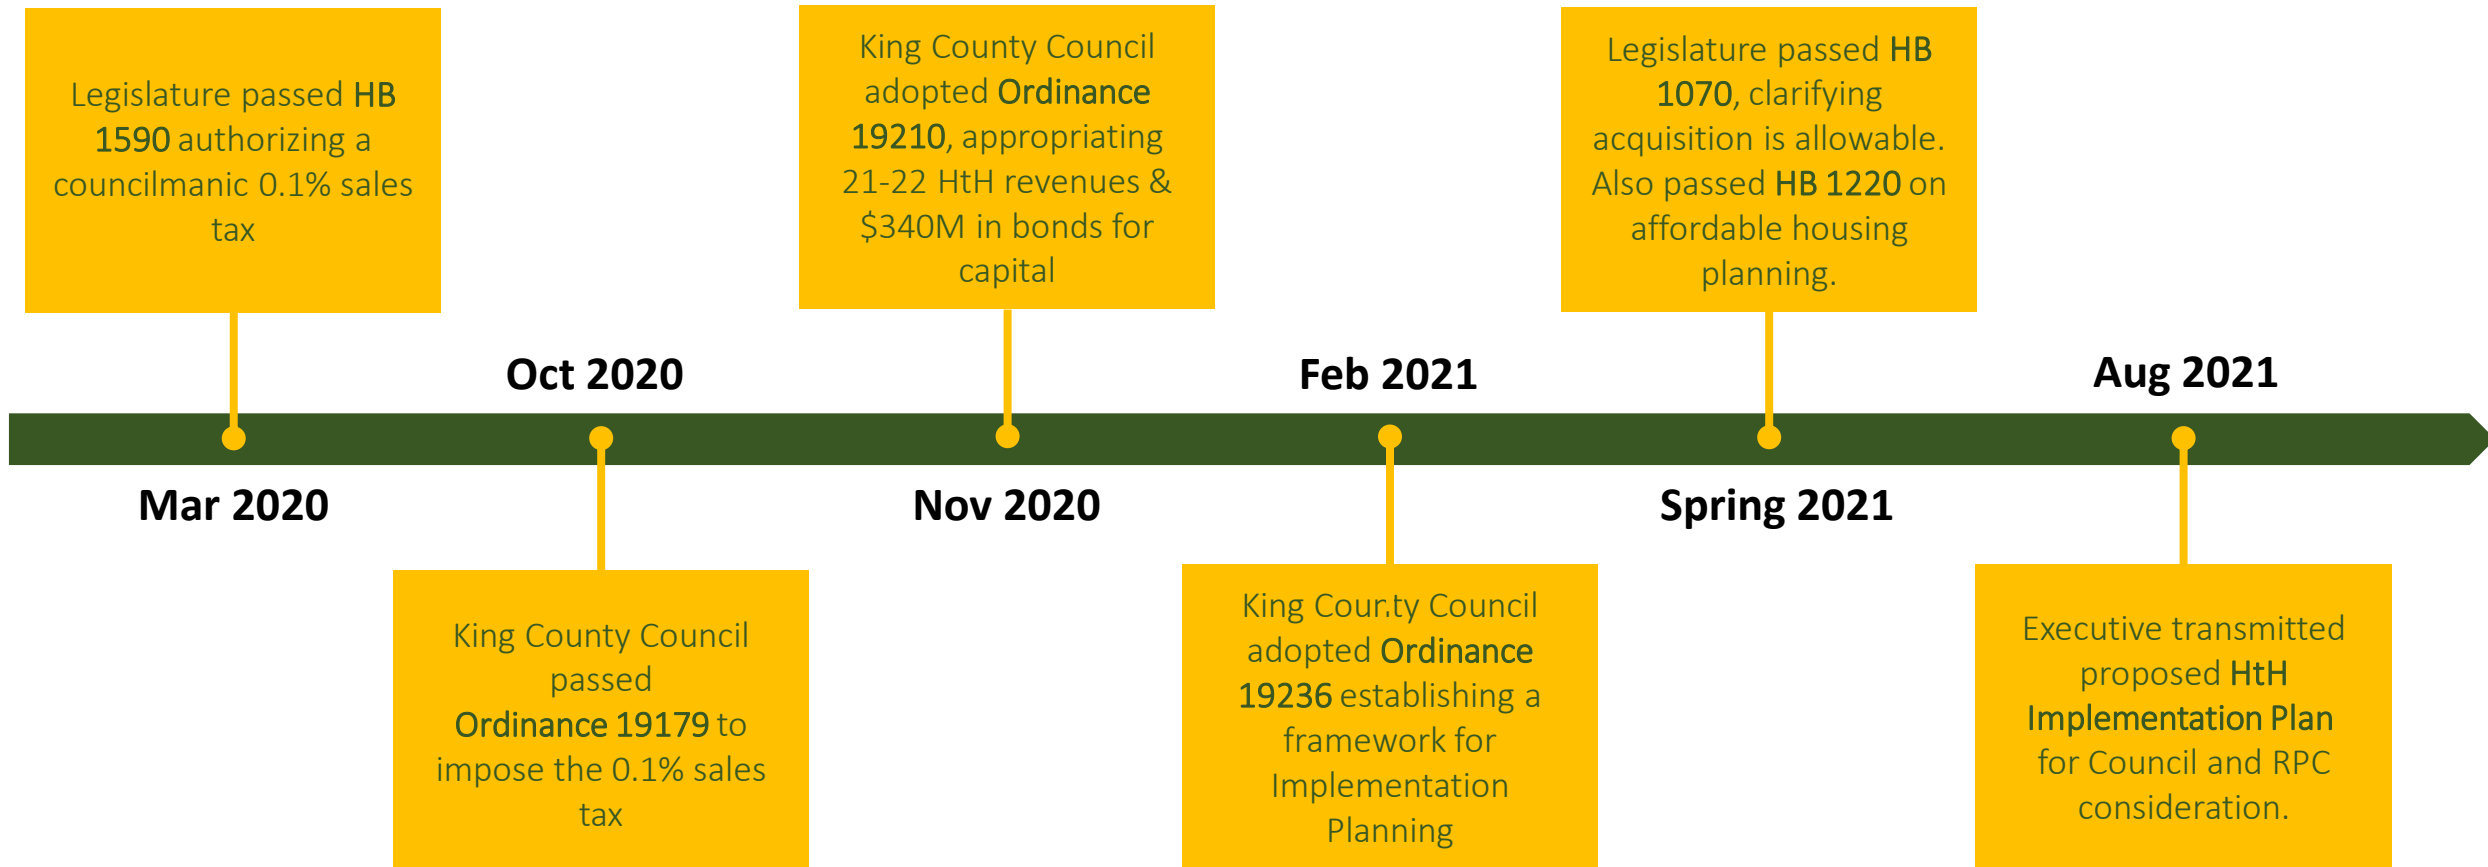 Legislature passed HB
1590 authorizing a
councilmanic 0.1% sales
tax
Mar 2020
Oct 2020
King County Council
passed
Ordinance 19179 to
impose the 0.1% sales
tax
King County Council
adopted Ordinance
19210, appropriating
21-22 HtH revenues &
$340M in bonds for
capital
Nov 2020
Feb 2021
King County Council
adopted Ordinance
19236 establishing a
framework for
Implementation
Planning
Legislature passed HB
1070, clarifying
acquisition is allowable.
Also passed HB 1220 on
affordable housing
planning.
Spring 2021
Aug 2021
Executive transmitted
proposed HtH
Implementation Plan
for Council and RPC
consideration.